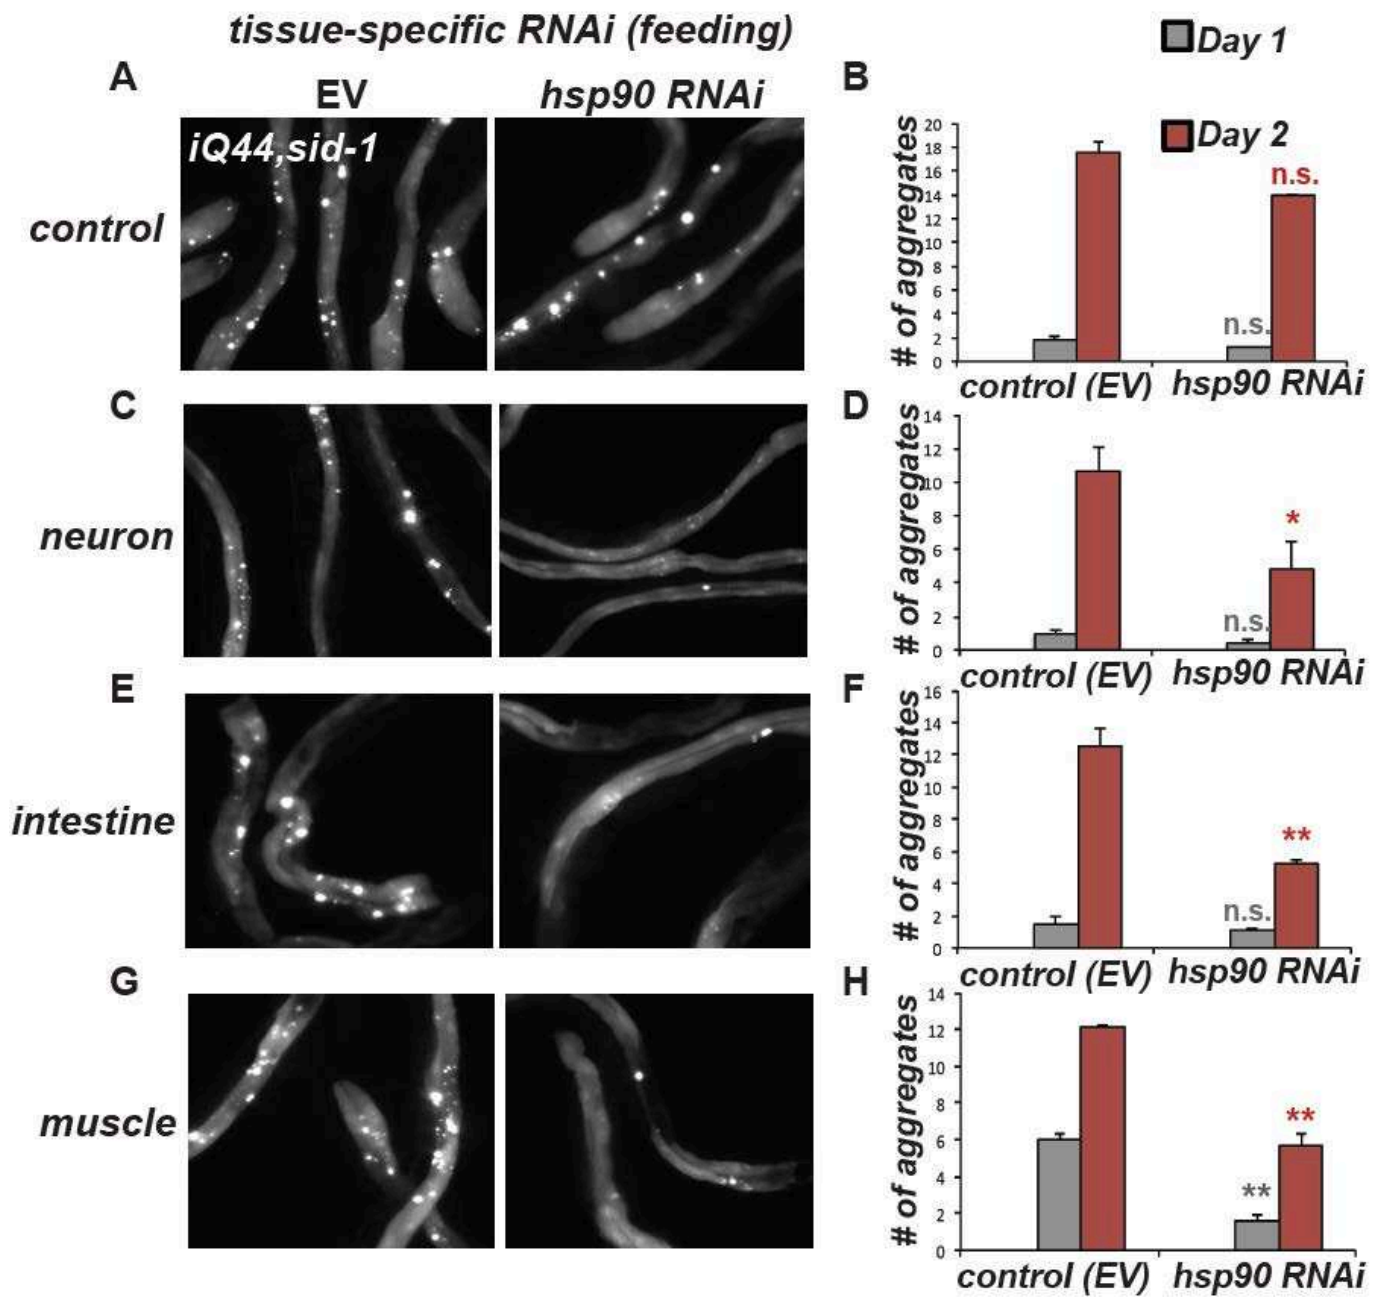 tissue-specific RNAi (feeding)
Day 1
Day 2
A
EV
hsp90 RNAi
B
iQ44,sid-1
control
# of aggregates
20
18
16
14
12
10
8
6
4
2
0
n.s.
n.s.
control (EV)
hsp90 RNAi
C
neuron
D
# of aggregates
14
12
10
8
6
4
2
0
n.s.
*
control (EV)
hsp90 RNAi
E
intestine
F
# of aggregates
16
14
12
10
8
6
4
2
0
n.s.
**
control (EV)
hsp90 RNAi
G
muscle
H
# of aggregates
14
12
10
8
6
4
2
0
**
**
control (EV)
hsp90 RNAi